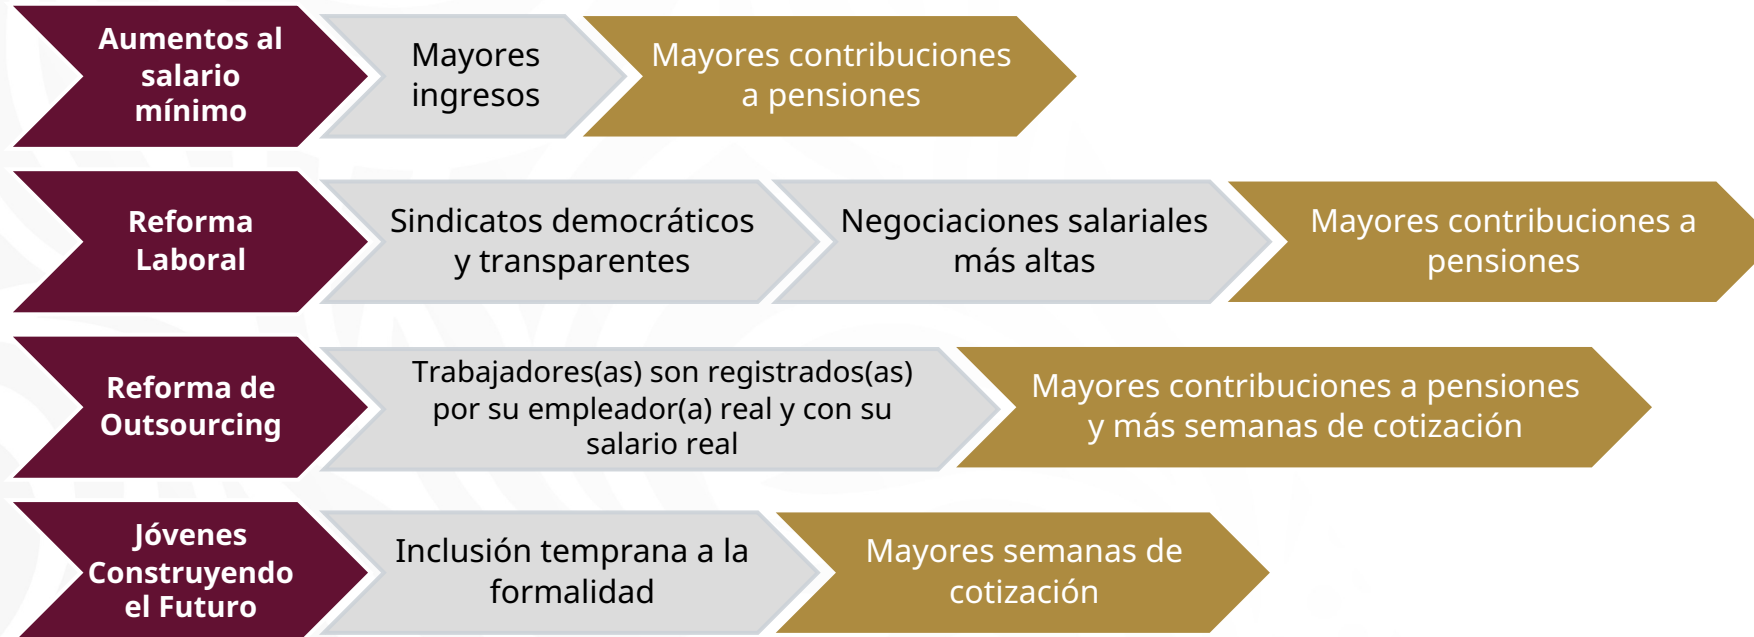 Aumentos al
salario
mínimo
Mayores
ingresos
Mayores contribuciones
a pensiones
Reforma
Laboral
Sindicatos democráticos
y transparentes
Negociaciones salariales
más altas
Mayores contribuciones a
pensiones
Reforma de
Outsourcing
Trabajadores(as) son registrados(as)
por su empleador(a) real y con su
salario real
Mayores contribuciones a pensiones
y más semanas de cotización
Jóvenes
Construyendo
el Futuro
Inclusión temprana a la
formalidad
Mayores semanas de
cotización